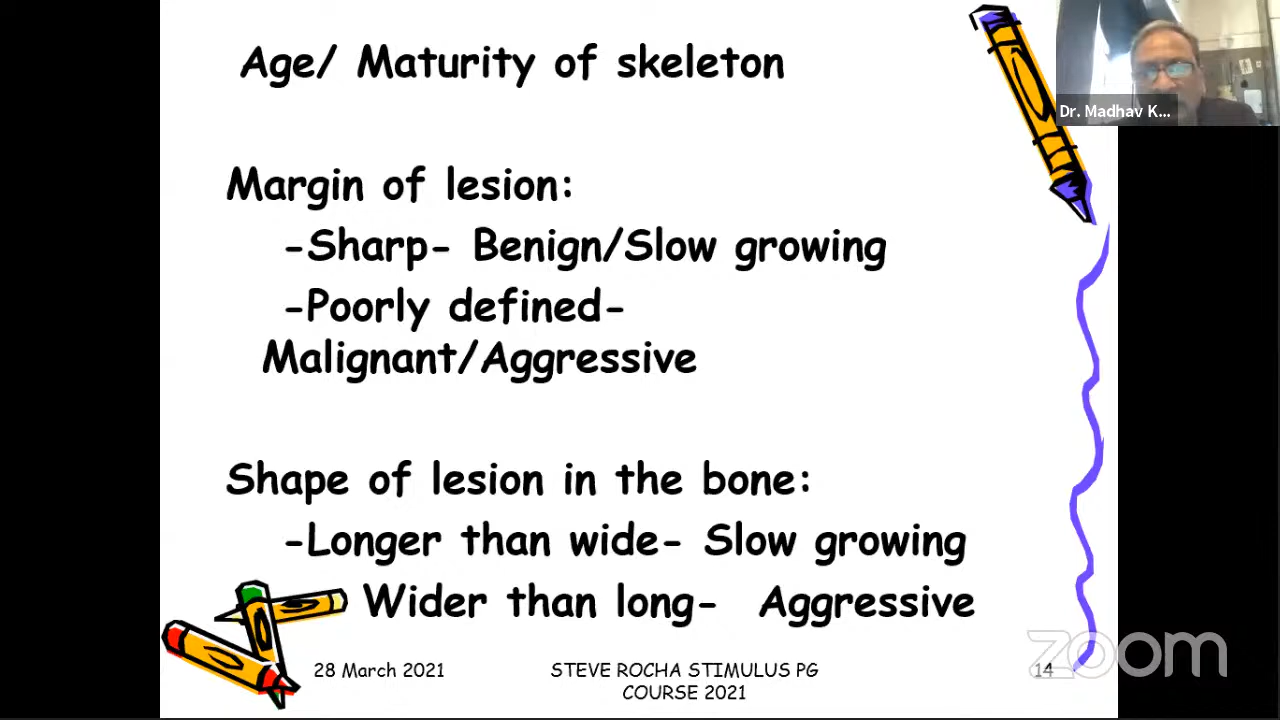 Age/ Maturity of skeleton
Dr. Madhav K...
Margin of lesion:
-Sharp- Benign/Slow growing
-Poorly defined-
Malignant/Aggressive
Shape of lesion in the bone:
-Longer than wide- Slow growing
Wider than long- Aggressive
28 March 2021
STEVE ROCHA STIMULUS PG
COURSE 2021
14
zoom